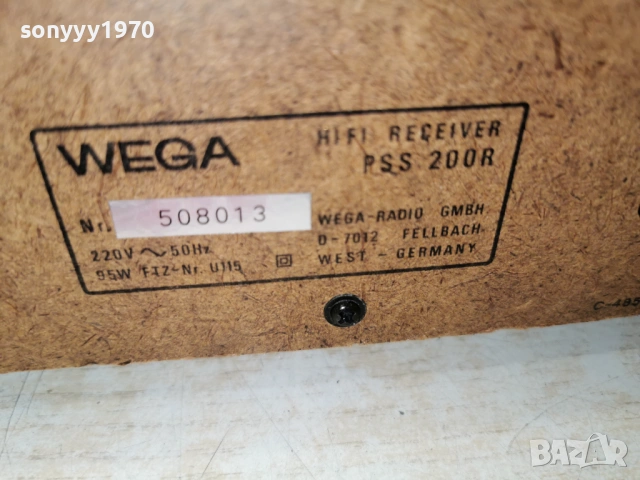 sonyyy1970
WEGA
HIFI RECEIVER
PSS 200R
Nr. 508013
WEGA-RADIO GMBH
D-7012 FELLBACH
WEST - GERMANY
220V ~ 50Hz
95W FTZ-Nr. U115
BAZAR
bg